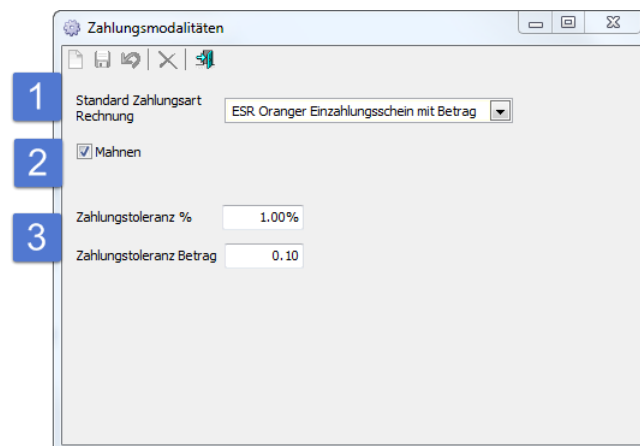 Zahlungsmodalitäten
1
Standard Zahlungsart
Rechnung
ESR Oranger Einzahlungsschein mit Betrag
2
Mahnen
3
Zahlungstoleranz %
1.00%
Zahlungstoleranz Betrag
0.10